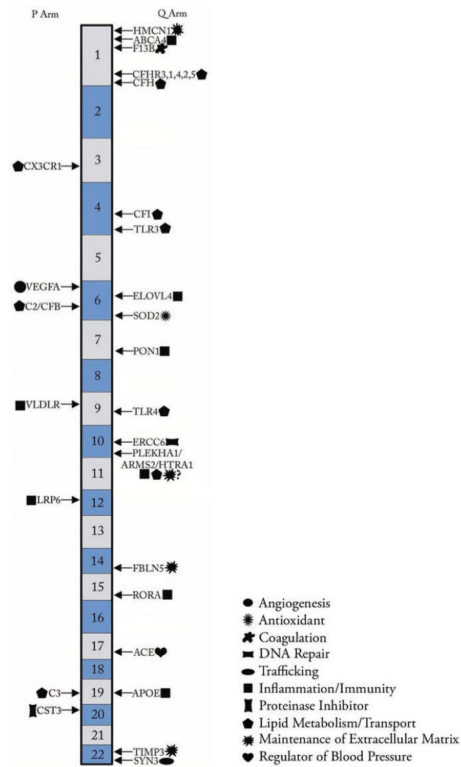 P Arm Q Arm
HMCN1
ABCA4
F13B
1
CFHR3,1,4,2,5
CFH
2
3
CX3CR1
4
CFI
TLR3
5
VEGFA
6
ELOVL4
C2/CFB
SOD2
7
PON1
8
VLDLR
9
TLR4
10
ERCC6
PLEKHA1/
ARMS2/HTRA1
11
?
LRP6
12
13
14
FBLN5
15
RORA
16
17
ACE
18
C3
19
APOE
CST3
20
21
TIMP3
22
SYN3
Angiogenesis
Antioxidant
Coagulation
DNA Repair
Trafficking
Inflammation/Immunity
Proteinase Inhibitor
Lipid Metabolism/Transport
Maintenance of Extracellular Matrix
Regulator of Blood Pressure